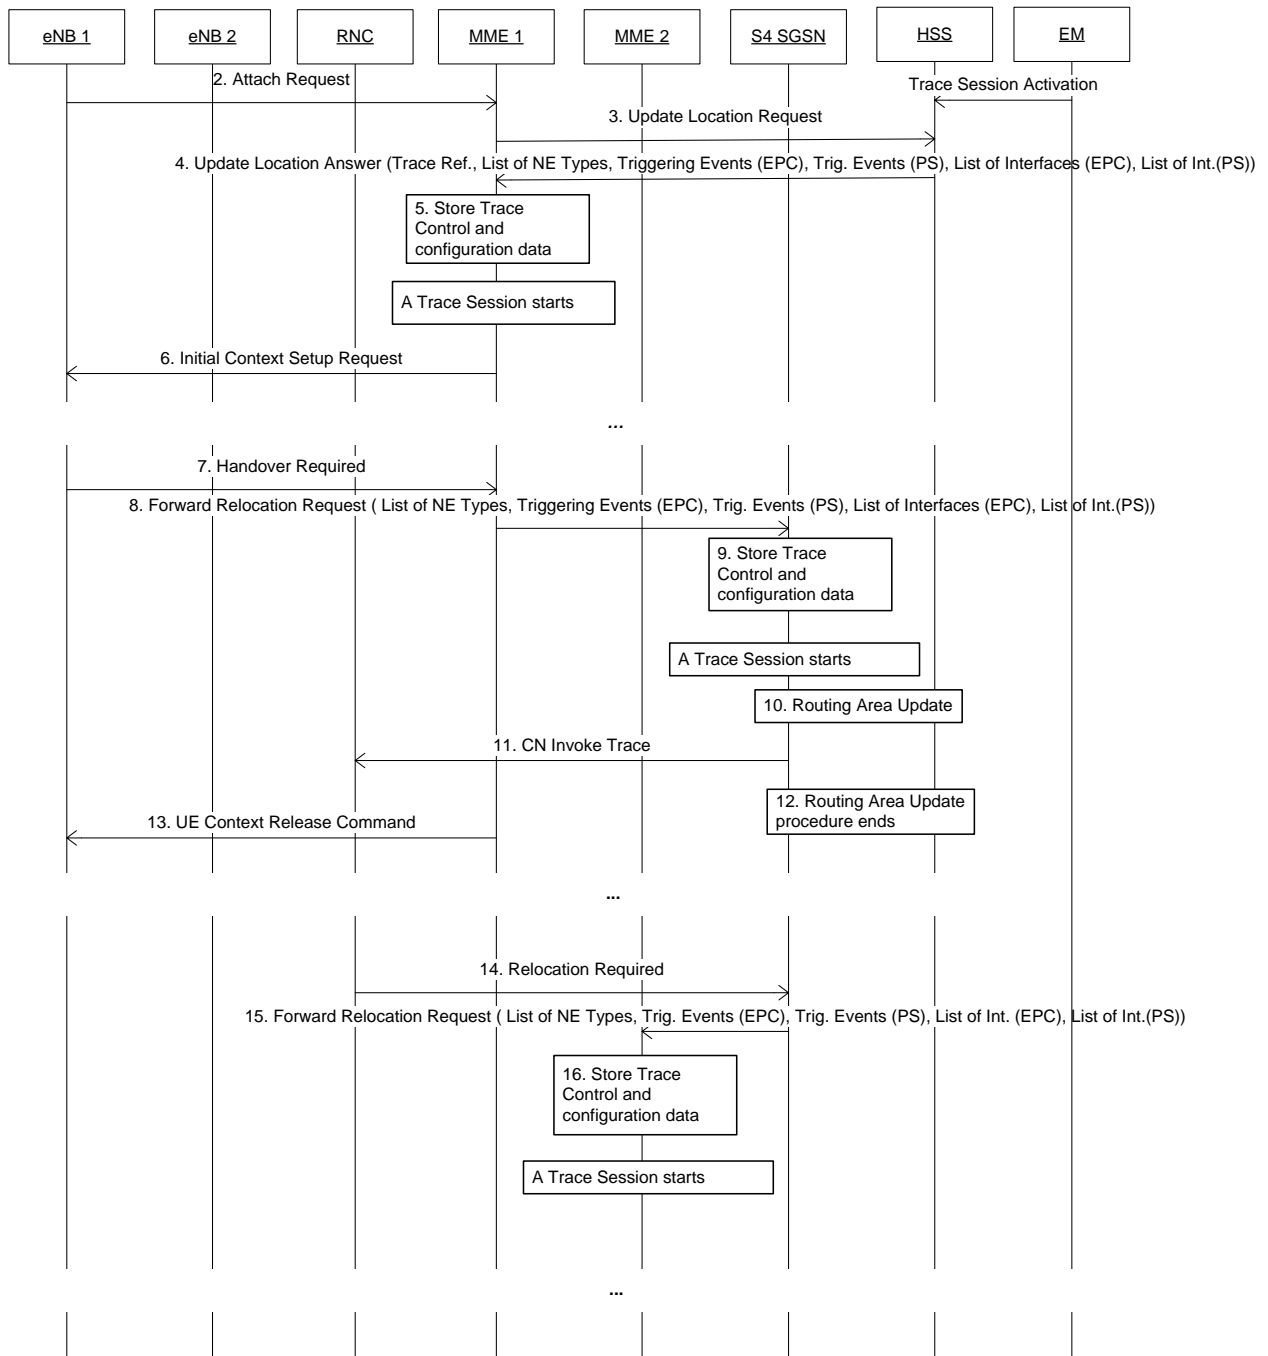 eNB 1
eNB 2
RNC
MME 1
MME 2
S4 SGSN
HSS
EM
2. Attach Request
Trace Session Activation
3. Update Location Request
4. Update Location Answer (Trace Ref., List of NE Types, Triggering Events (EPC), Trig. Events (PS), List of Interfaces (EPC), List of Int.(PS))
5. Store Trace
Control and
configuration data
A Trace Session starts
6. Initial Context Setup Request
...
7. Handover Required
8. Forward Relocation Request ( List of NE Types, Triggering Events (EPC), Trig. Events (PS), List of Interfaces (EPC), List of Int.(PS))
9. Store Trace
Control and
configuration data
A Trace Session starts
10. Routing Area Update
11. CN Invoke Trace
12. Routing Area Update
procedure ends
13. UE Context Release Command
...
14. Relocation Required
15. Forward Relocation Request ( List of NE Types, Trig. Events (EPC), Trig. Events (PS), List of Int. (EPC), List of Int.(PS))
16. Store Trace
Control and
configuration data
A Trace Session starts
...